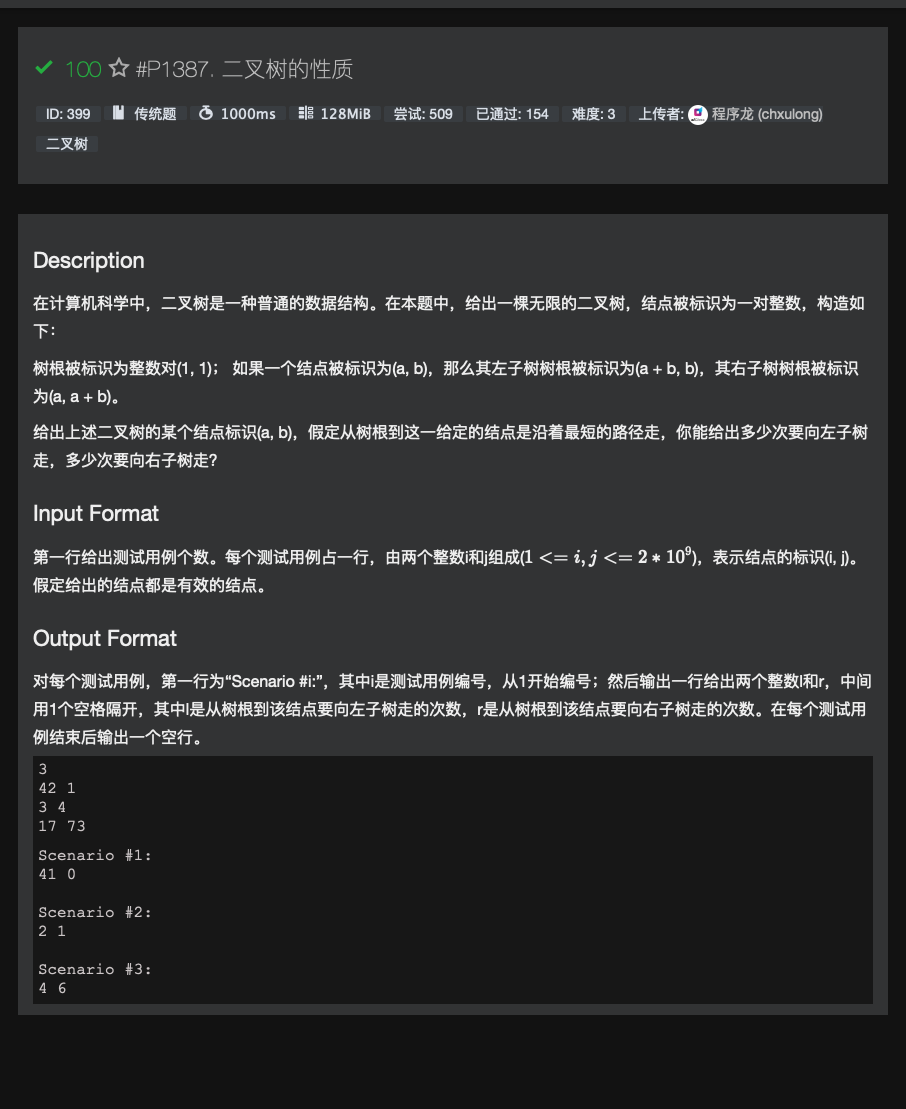 100 #P1387. 二叉树的性质
ID: 399 传统题 1000ms 128MiB 尝试: 509 已通过: 154 难度: 3 上传者: 程序龙 (chxulong)
二叉树
Description
在计算机科学中，二叉树是一种普通的数据结构。在本题中，给出一棵无限的二叉树，结点被标识为一对整数，构造如
下：
树根被标识为整数对(1, 1)； 如果一个结点被标识为(a, b)，那么其左子树树根被标识为(a + b, b)，其右子树树根被标识
为(a, a + b)。
给出上述二叉树的某个结点标识(a, b)，假定从树根到这一给定的结点是沿着最短的路径走，你能给出多少次要向左子树
走，多少次要向右子树走?
Input Format
第一行给出测试用例个数。每个测试用例占一行，由两个整数i和j组成(1 <= i, j <= 2 * 10⁹)，表示结点的标识(i, j)。
假定给出的结点都是有效的结点。
Output Format
对每个测试用例，第一行为“Scenario #i:”，其中i是测试用例编号，从1开始编号；然后输出一行给出两个整数l和r，中间
用1个空格隔开，其中l是从树根到该结点要向左子树走的次数，r是从树根到该结点要向右子树走的次数。在每个测试用
例结束后输出一个空行。
3
42 1
3 4
17 73
Scenario #1:
41 0
Scenario #2:
2 1
Scenario #3:
4 6